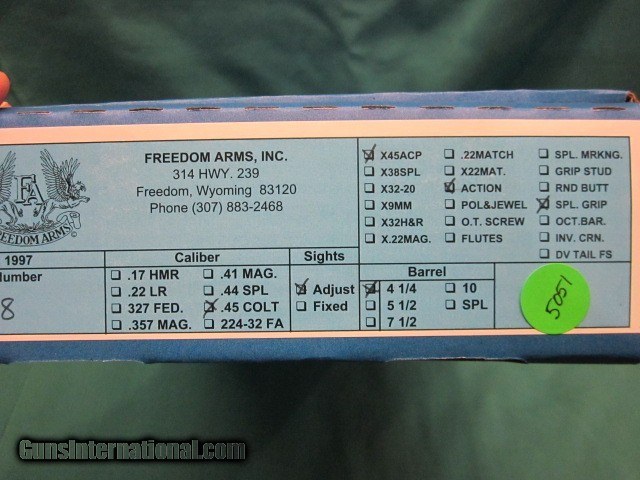 FREEDOM ARMS, INC.
314 HWY. 239
Freedom, Wyoming 83120
Phone (307) 883-2468
FA
FREEDOM ARMS
X45ACP .22MATCH SPL. MRKNG.
X38SPL X22MAT. GRIP STUD
X32-20 ACTION RND BUTT
X9MM POL&JEWEL SPL. GRIP
X32H&R O.T. SCREW OCT.BAR.
X.22MAG. FLUTES INV. CRN.
DV TAIL FS
1997 Caliber Sights
.17 HMR .41 MAG.
.22 LR .44 SPL Adjust
327 FED. .45 COLT Fixed
.357 MAG. 224-32 FA
8
Barrel
4 1/4 10
5 1/2 SPL
7 1/2
5051
GunsInternational.com